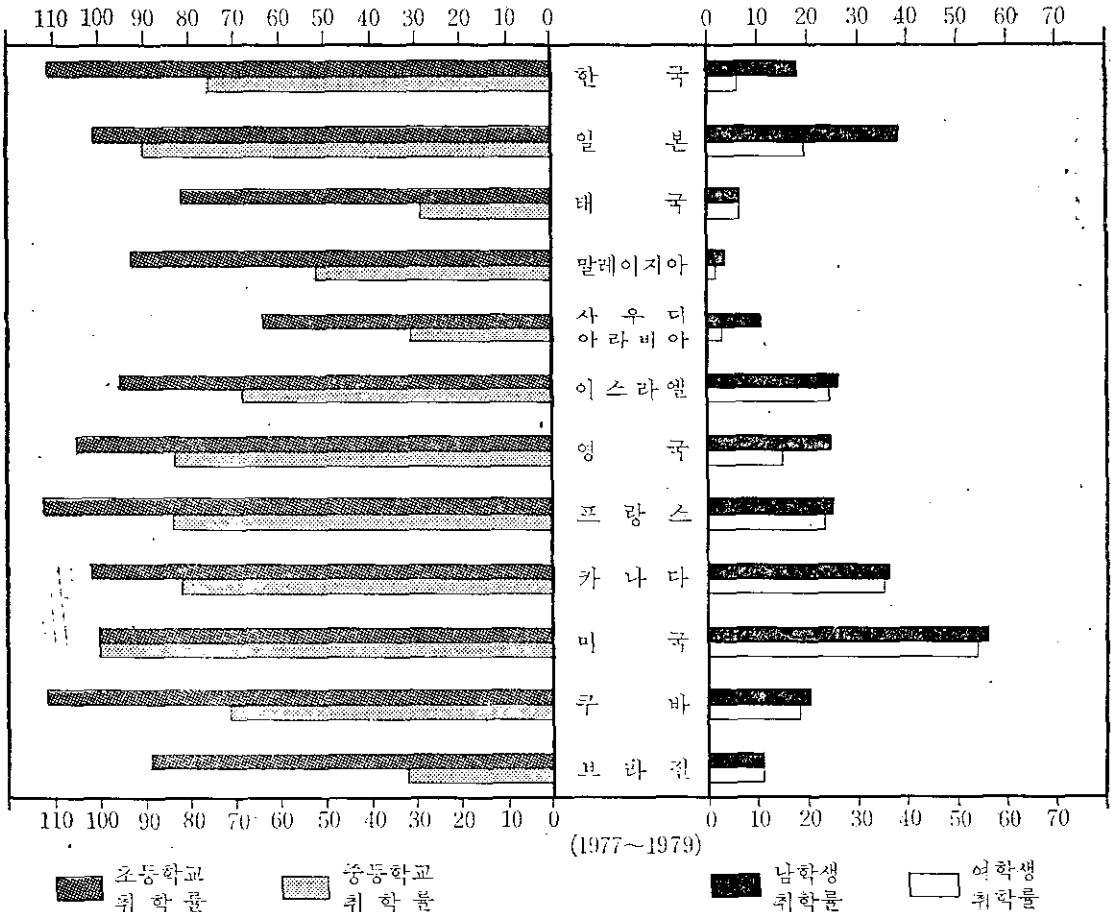 110 100 90 80 70 60 50 40 30 20 10 0 0 10 20 30 40 50 60 70
한 국
일 본
태 국
말레이지아
사 우 디
아라비아
이스라엘
영 국
프 랑 스
카 나 다
미 국
쿠 바
브 라 질
110 100 90 80 70 60 50 40 30 20 10 0 0 10 20 30 40 50 60 70
(1977~1979)
초등학교
취 학 률
중등학교
취 학 률
남학생
취학률
여학생
취학률